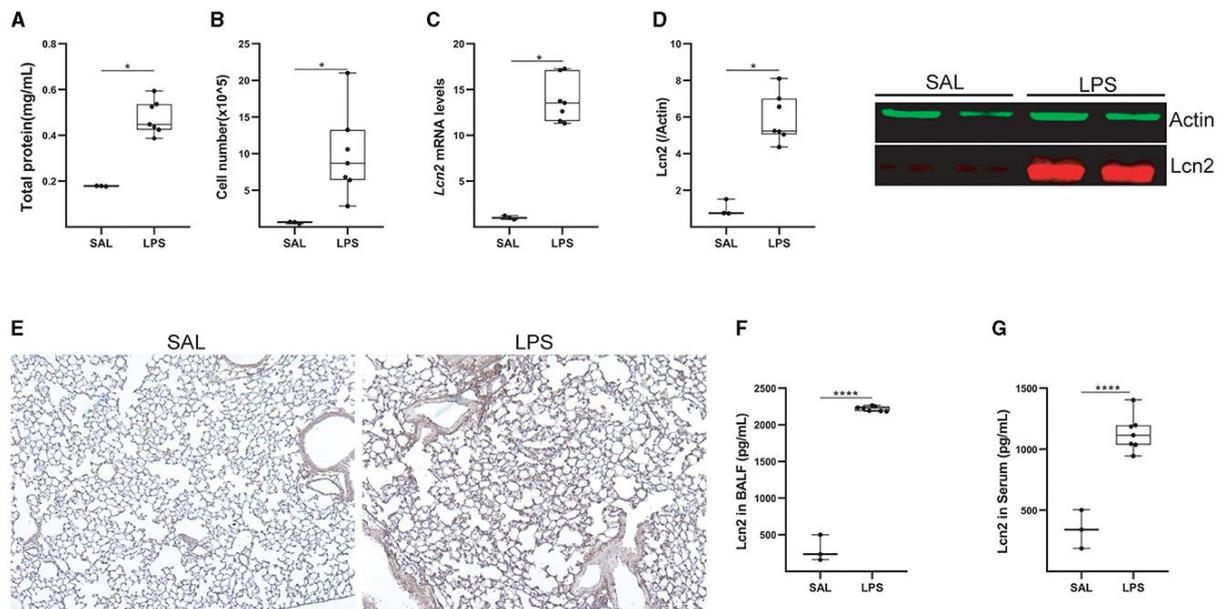 A
B
C
D
Total protein(mg/mL)
0.8
0.6
0.4
0.2
*
SAL LPS
Cell number(x10^5)
25
20
15
10
5
*
SAL LPS
Lcn2 mRNA levels
20
15
10
5
*
SAL LPS
Lcn2 (/Actin)
10
8
6
4
2
*
SAL LPS
SAL LPS
Actin
Lcn2
E
SAL LPS
F
Lcn2 in BALF (pg/mL)
2500
2000
1500
1000
500
****
SAL LPS
G
Lcn2 in Serum (pg/mL)
1500
1000
500
****
SAL LPS